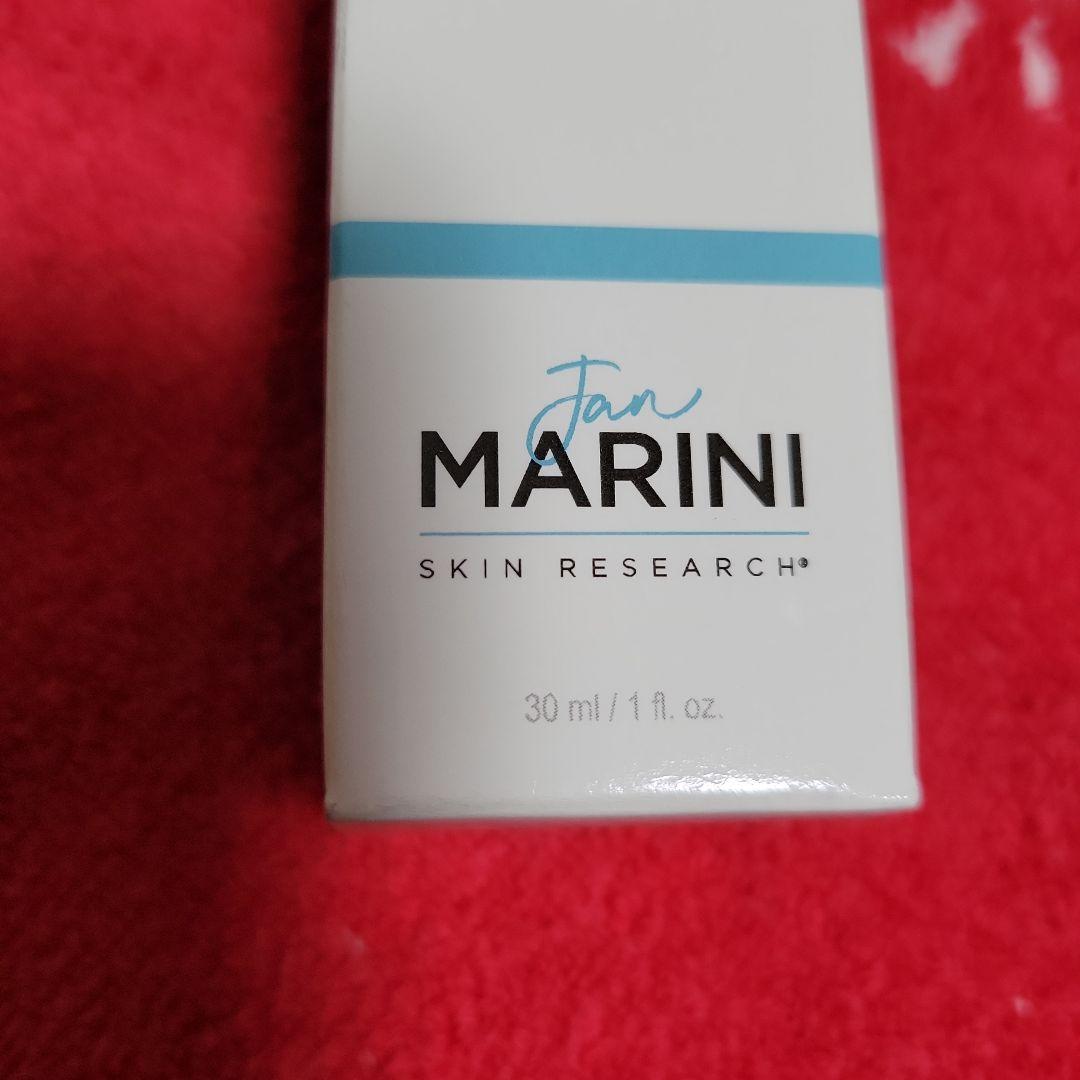 Jan
MARINI
SKIN RESEARCH®
30 ml / 1 fl. oz.